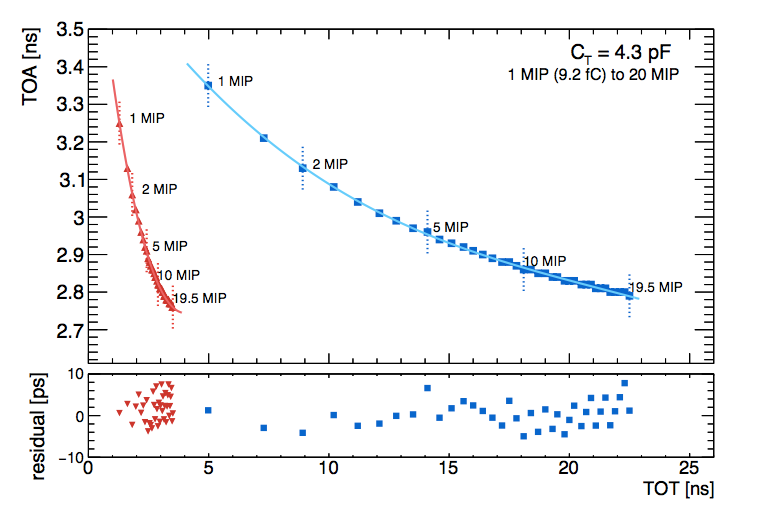 C_T = 4.3 pF
1 MIP (9.2 fC) to 20 MIP
TOA [ns]
3.5
3.4
3.3
3.2
3.1
3
2.9
2.8
2.7
1 MIP
2 MIP
5 MIP
10 MIP
19.5 MIP
1 MIP
2 MIP
5 MIP
10 MIP
19.5 MIP
residual [ps]
10
0
−10
0 5 10 15 20 25
TOT [ns]